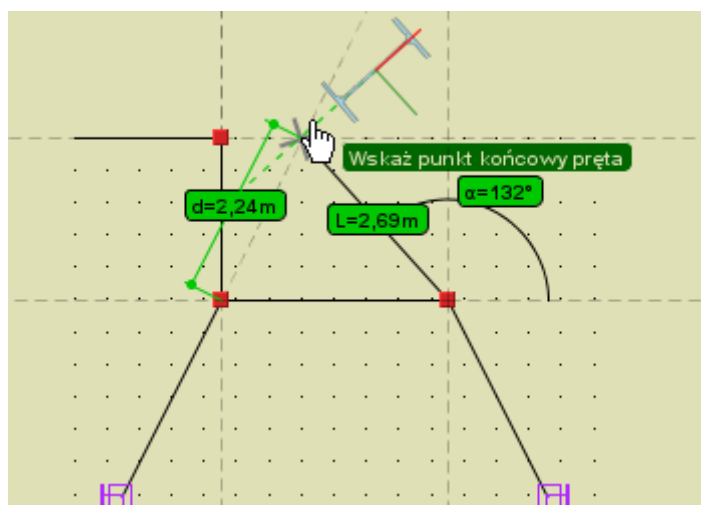 Wskaż punkt końcowy pręta
α=132°
d=2,24m
L=2,69m